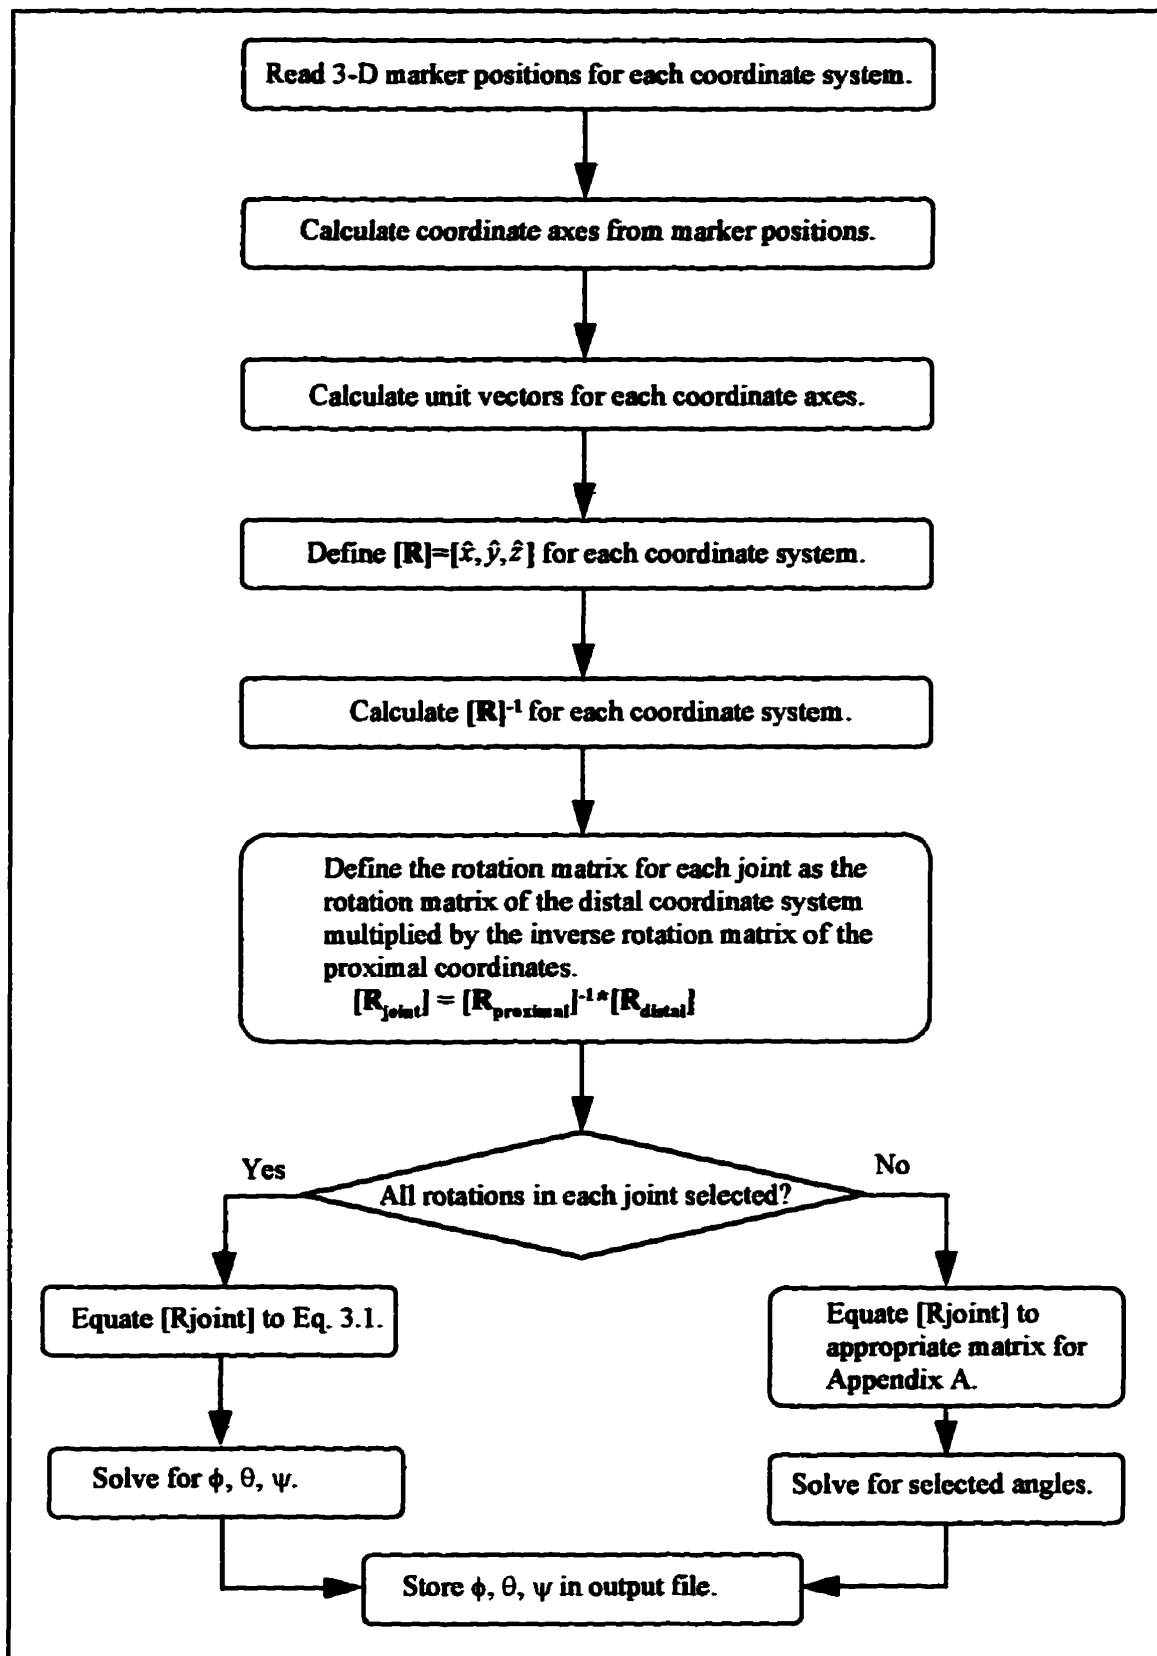 Read 3-D marker positions for each coordinate system.
Calculate coordinate axes from marker positions.
Calculate unit vectors for each coordinate axes.
Define [R]=[x̂,ŷ,ẑ] for each coordinate system.
Calculate [R]⁻¹ for each coordinate system.
Define the rotation matrix for each joint as the
rotation matrix of the distal coordinate system
multiplied by the inverse rotation matrix of the
proximal coordinates.
[R_joint] = [R_proximal]⁻¹*[R_distal]
Yes
No
All rotations in each joint selected?
Equate [Rjoint] to Eq. 3.1.
Equate [Rjoint] to
appropriate matrix for
Appendix A.
Solve for ϕ, θ, ψ.
Solve for selected angles.
Store ϕ, θ, ψ in output file.